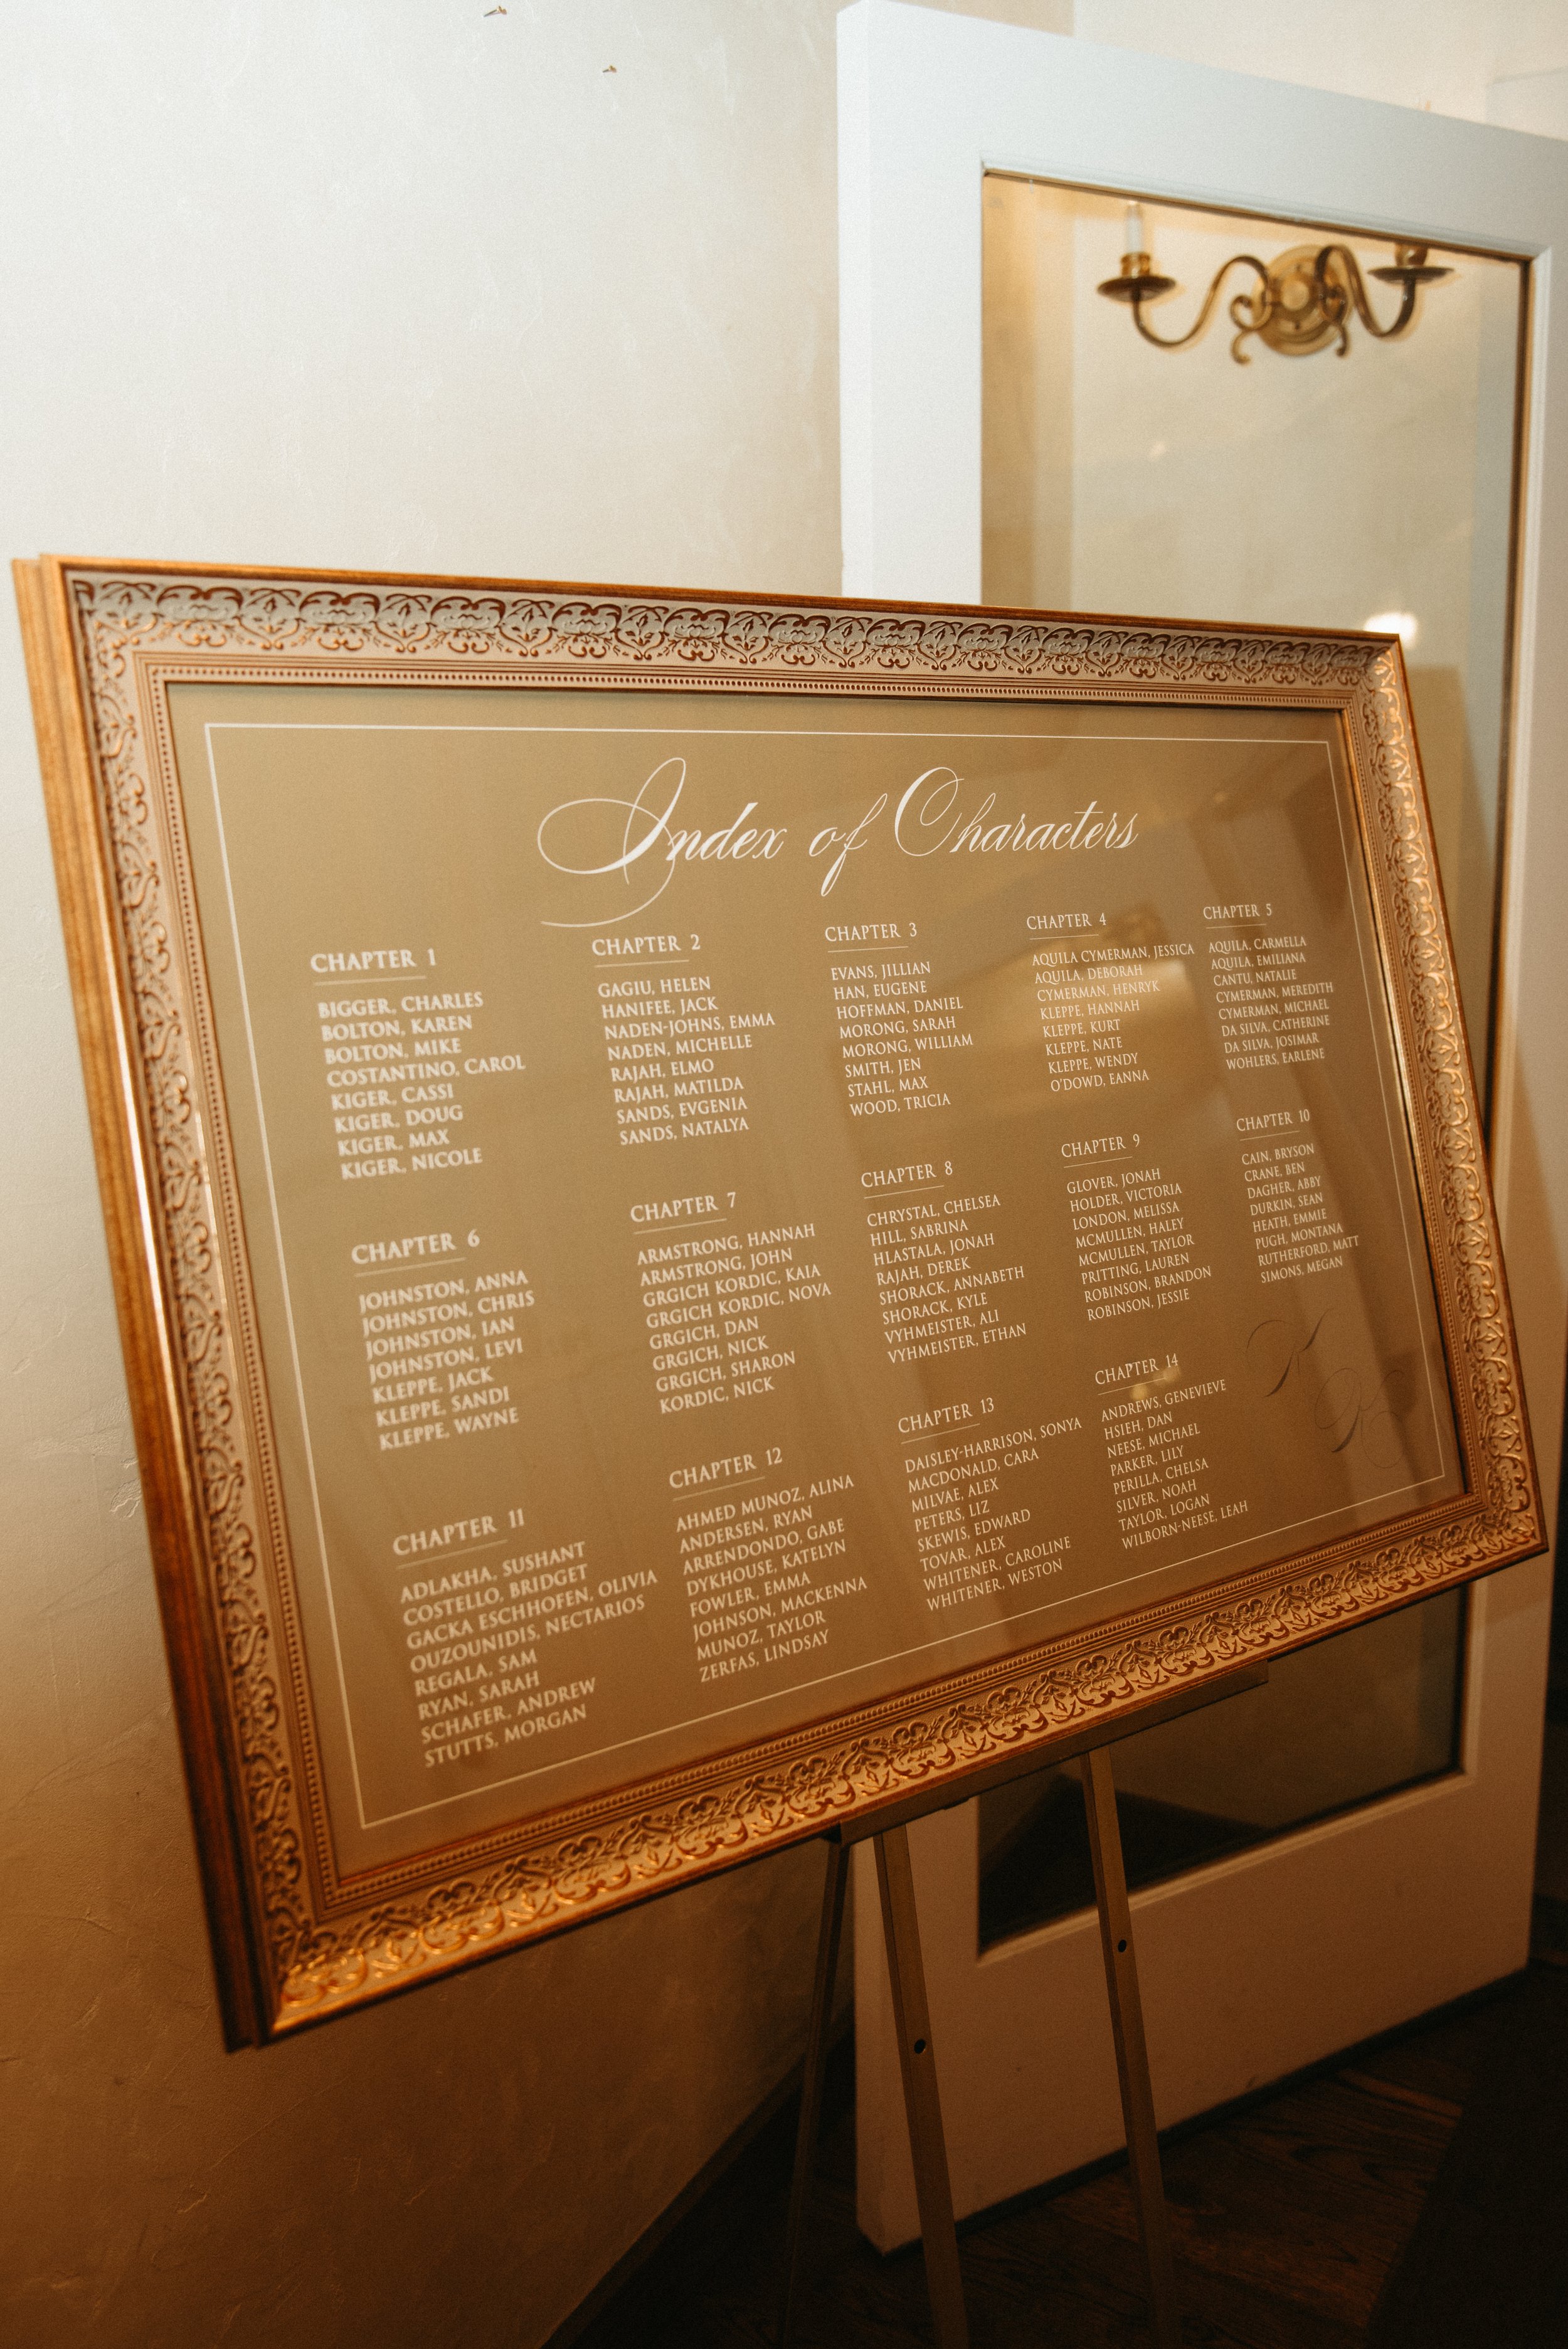 Index of Characters
CHAPTER 1
BIGGER, CHARLES
BOLTON, KAREN
BOLTON, MIKE
COSTANTINO, CAROL
KIGER, CASSI
KIGER, DOUG
KIGER, MAX
KIGER, NICOLE
CHAPTER 2
GAGIU, HELEN
HANIFEE, JACK
NADEN-JOHNS, EMMA
NADEN, MICHELLE
RAJAH, ELMO
RAJAH, MATILDA
SANDS, EVGENIA
SANDS, NATALYA
CHAPTER 3
EVANS, JILLIAN
HAN, EUGENE
HOFFMAN, DANIEL
MORONG, SARAH
MORONG, WILLIAM
SMITH, JEN
STAHL, MAX
WOOD, TRICIA
CHAPTER 4
AQUILA CYMERMAN, JESSICA
AQUILA, DEBORAH
CYMERMAN, HENRYK
KLEPPE, HANNAH
KLEPPE, KURT
KLEPPE, NATE
KLEPPE, WENDY
O'DOWD, EANNA
CHAPTER 5
AQUILA, CARMELLA
AQUILA, EMILIANA
CANTU, NATALIE
CYMERMAN, MEREDITH
CYMERMAN, MICHAEL
DA SILVA, CATHERINE
DA SILVA, JOSIMAR
WOHLERS, EARLENE
CHAPTER 6
JOHNSTON, ANNA
JOHNSTON, CHRIS
JOHNSTON, IAN
JOHNSTON, LEVI
KLEPPE, JACK
KLEPPE, SANDI
KLEPPE, WAYNE
CHAPTER 7
ARMSTRONG, HANNAH
ARMSTRONG, JOHN
GRGICH KORDIC, KAIA
GRGICH KORDIC, NOVA
GRGICH, DAN
GRGICH, NICK
GRGICH, SHARON
KORDIC, NICK
CHAPTER 8
CHRYSTAL, CHELSEA
HILL, SABRINA
HLASTALA, JONAH
RAJAH, DEREK
SHORACK, ANNABETH
SHORACK, KYLE
VYHMEISTER, ALI
VYHMEISTER, ETHAN
CHAPTER 9
GLOVER, JONAH
HOLDER, VICTORIA
LONDON, MELISSA
MCMULLEN, HALEY
MCMULLEN, TAYLOR
PRITTING, LAUREN
ROBINSON, BRANDON
ROBINSON, JESSIE
CHAPTER 10
CAIN, BRYSON
CRANE, BEN
DAGHER, ABBY
DURKIN, SEAN
HEATH, EMMIE
PUGH, MONTANA
RUTHERFORD, MATT
SIMONS, MEGAN
CHAPTER 11
ADLAKHA, SUSHANT
COSTELLO, BRIDGET
GACKA ESCHHOFEN, OLIVIA
OUZOUNIDIS, NECTARIOS
REGALA, SAM
RYAN, SARAH
SCHAFER, ANDREW
STUTTS, MORGAN
CHAPTER 12
AHMED MUNOZ, ALINA
ANDERSEN, RYAN
ARRENDONDO, GABE
DYKHOUSE, KATELYN
FOWLER, EMMA
JOHNSON, MACKENNA
MUNOZ, TAYLOR
ZERFAS, LINDSAY
CHAPTER 13
DAISLEY-HARRISON, SONYA
MACDONALD, CARA
MILVAE, ALEX
PETERS, LIZ
SKEWIS, EDWARD
TOVAR, ALEX
WHITENER, CAROLINE
WHITENER, WESTON
CHAPTER 14
ANDREWS, GENEVIEVE
HSIEH, DAN
NEESE, MICHAEL
PARKER, LILY
PERILLA, CHELSA
SILVER, NOAH
TAYLOR, LOGAN
WILBORN-NEESE, LEAH